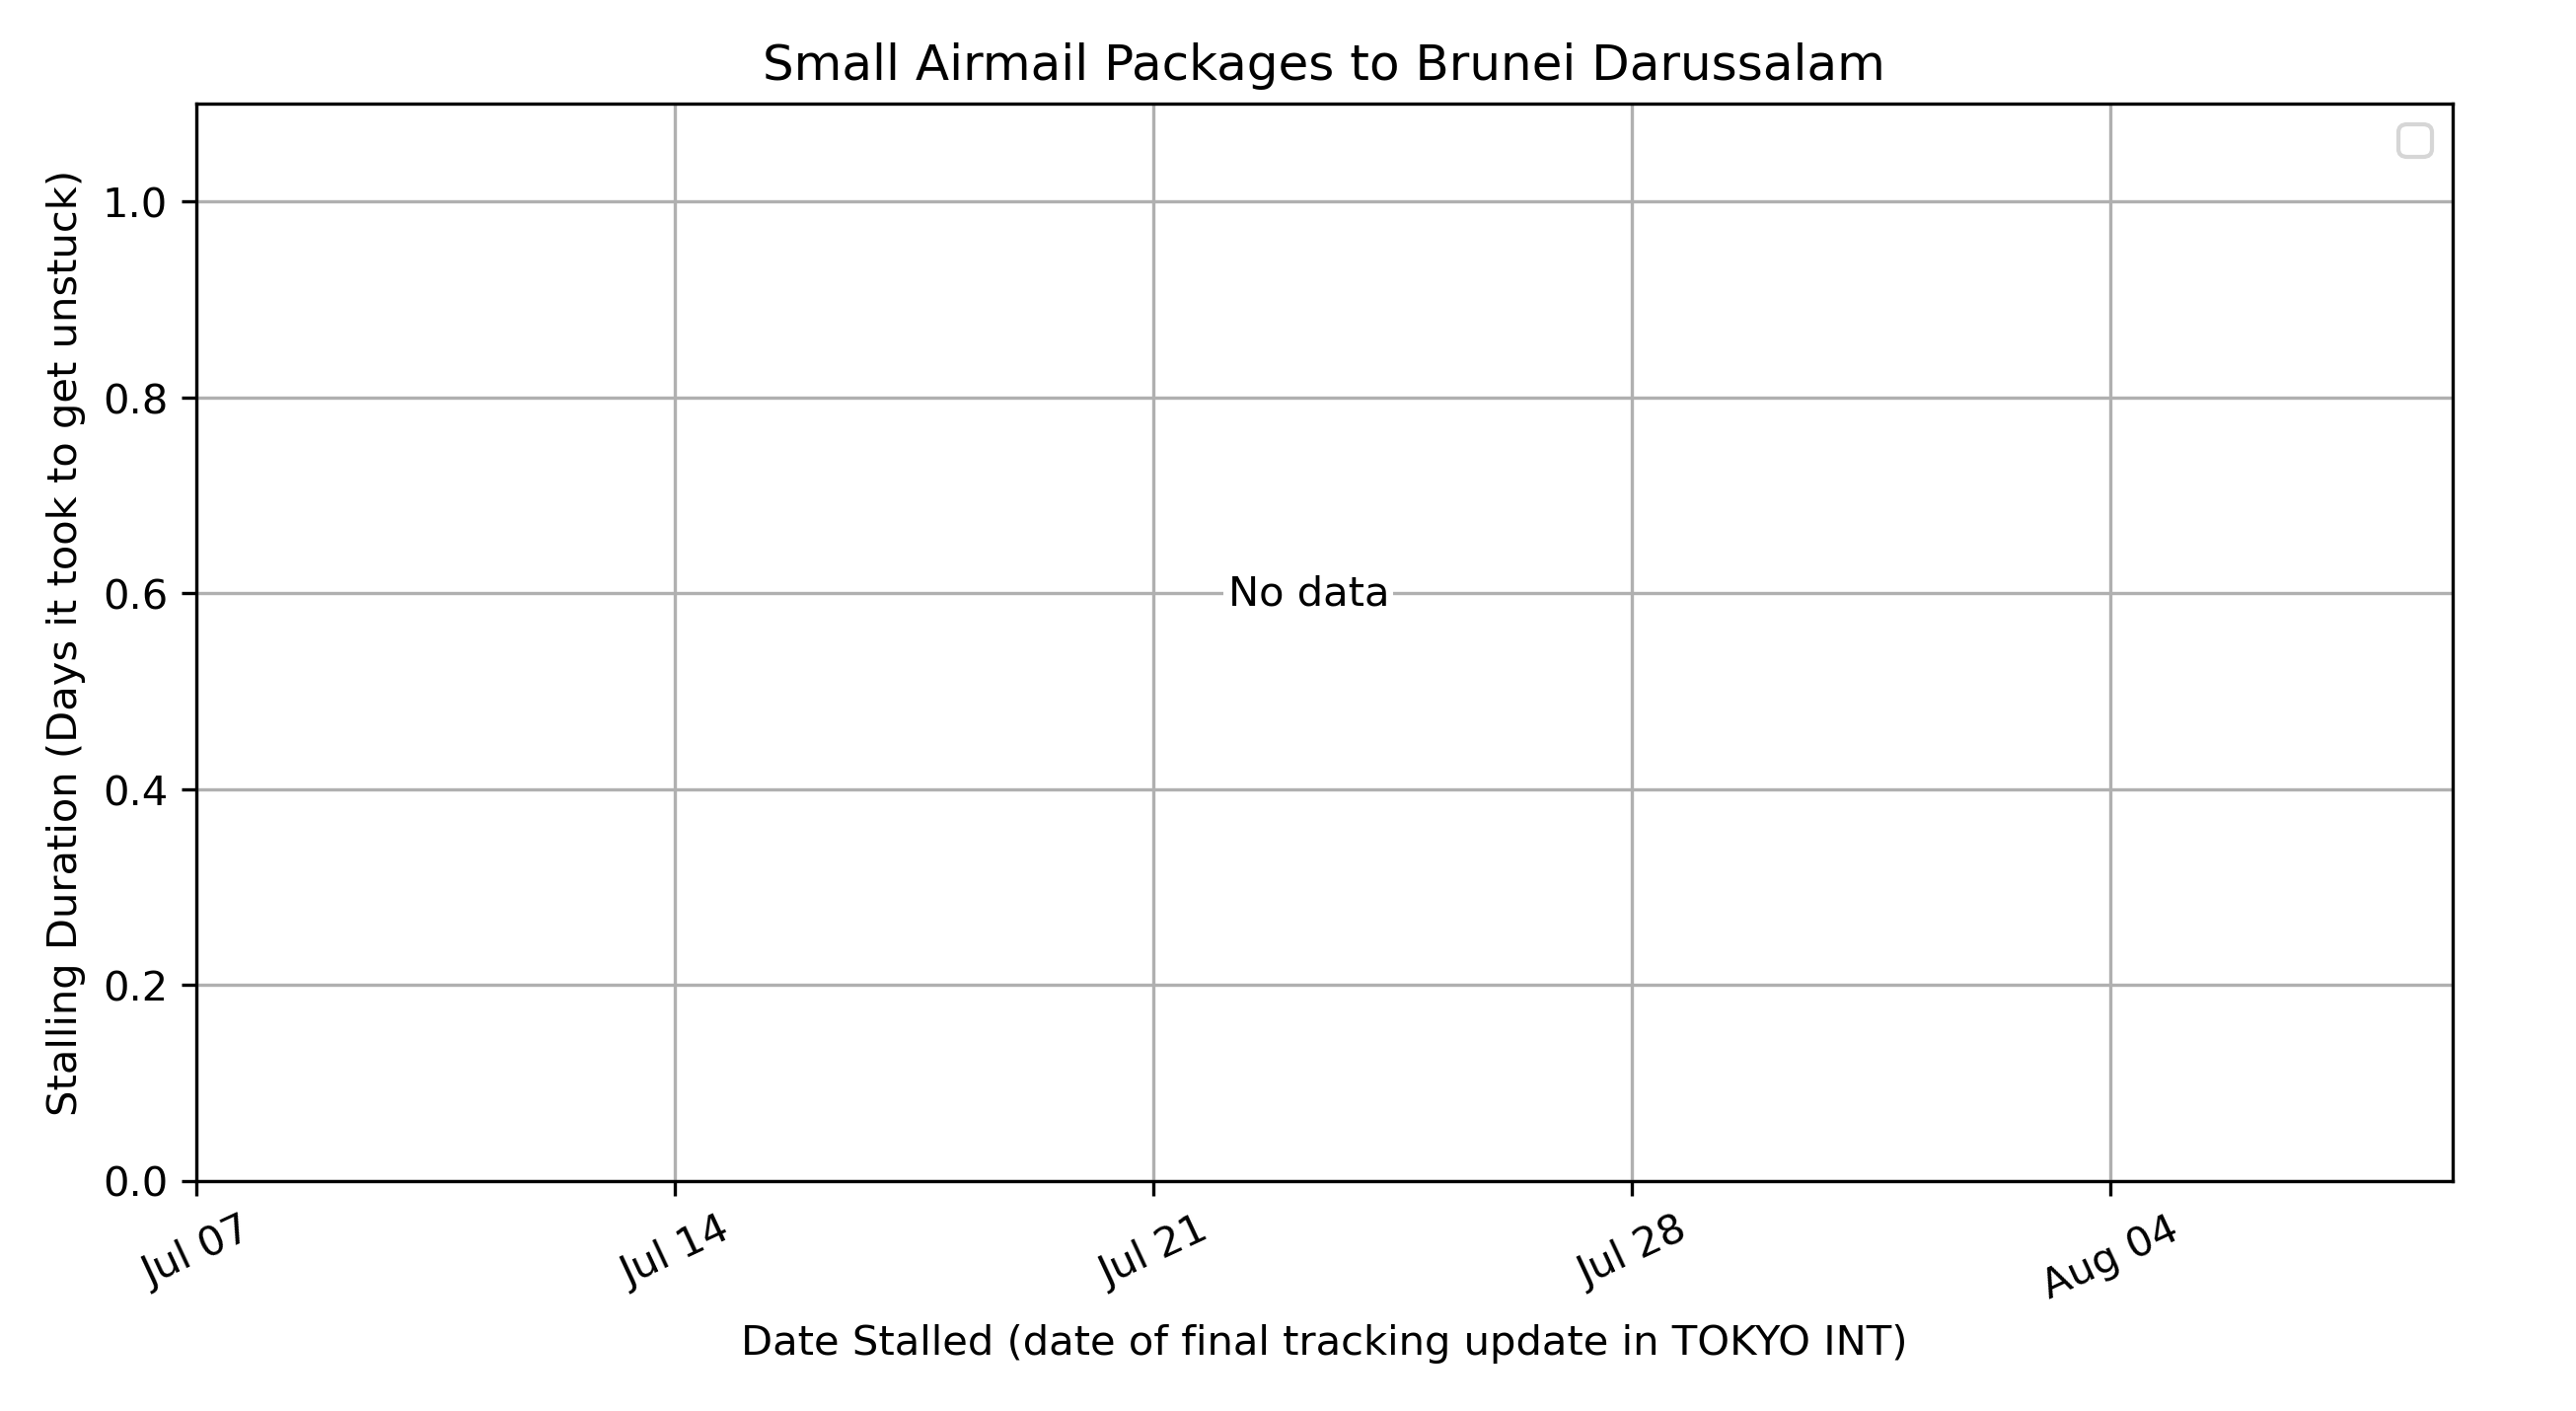 Small Airmail Packages to Brunei Darussalam
Stalling Duration (Days it took to get unstuck)
1.0
0.8
0.6
0.4
0.2
0.0
No data
Jul 07
Jul 14
Jul 21
Jul 28
Aug 04
Date Stalled (date of final tracking update in TOKYO INT)